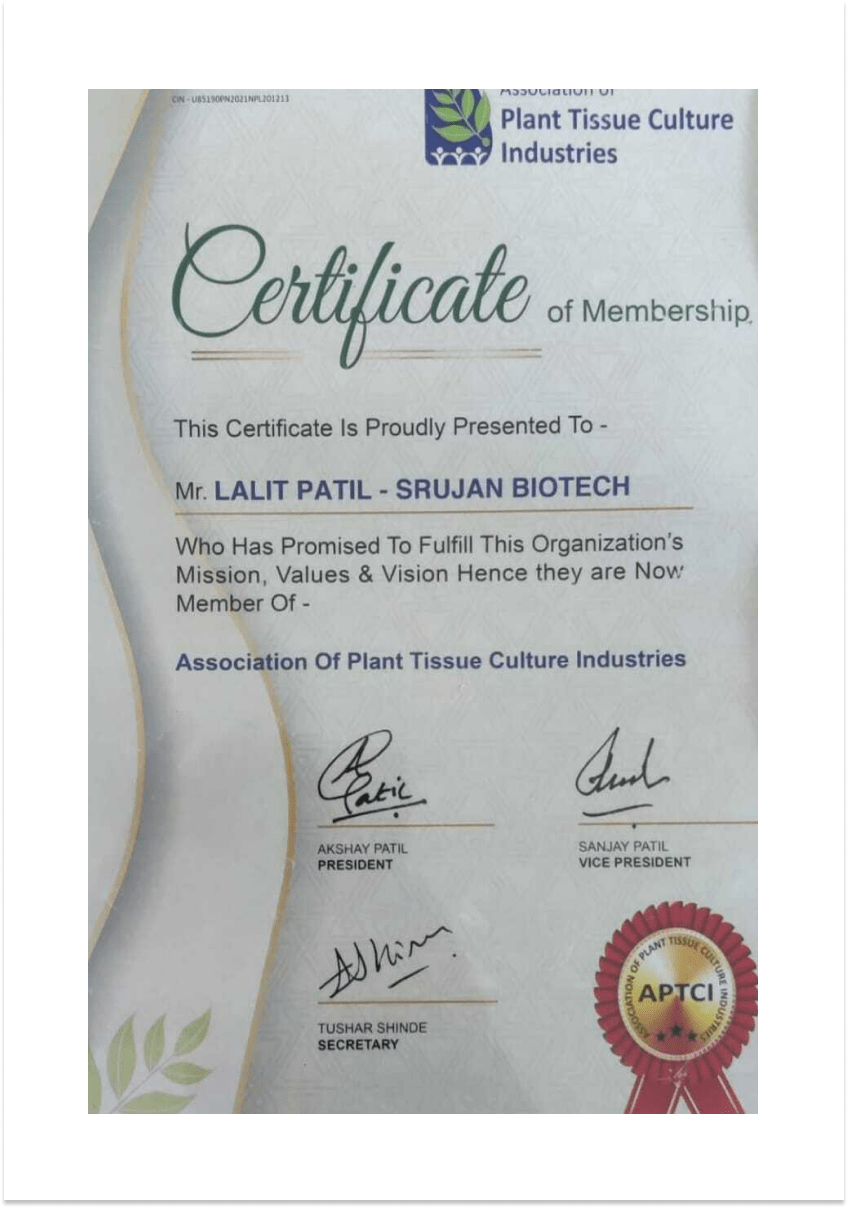 CIN - U85190PN2021NPL201213
Association of
Plant Tissue Culture
Industries
Certificate of Membership
This Certificate Is Proudly Presented To -
Mr. LALIT PATIL - SRUJAN BIOTECH
Who Has Promised To Fulfill This Organization's
Mission, Values & Vision Hence they are Now
Member Of -
Association Of Plant Tissue Culture Industries
Patil
AKSHAY PATIL
PRESIDENT
SANJAY PATIL
VICE PRESIDENT
TUSHAR SHINDE
SECRETARY
ASSOCIATION OF PLANT TISSUE CULTURE INDUSTRIES
APTCI